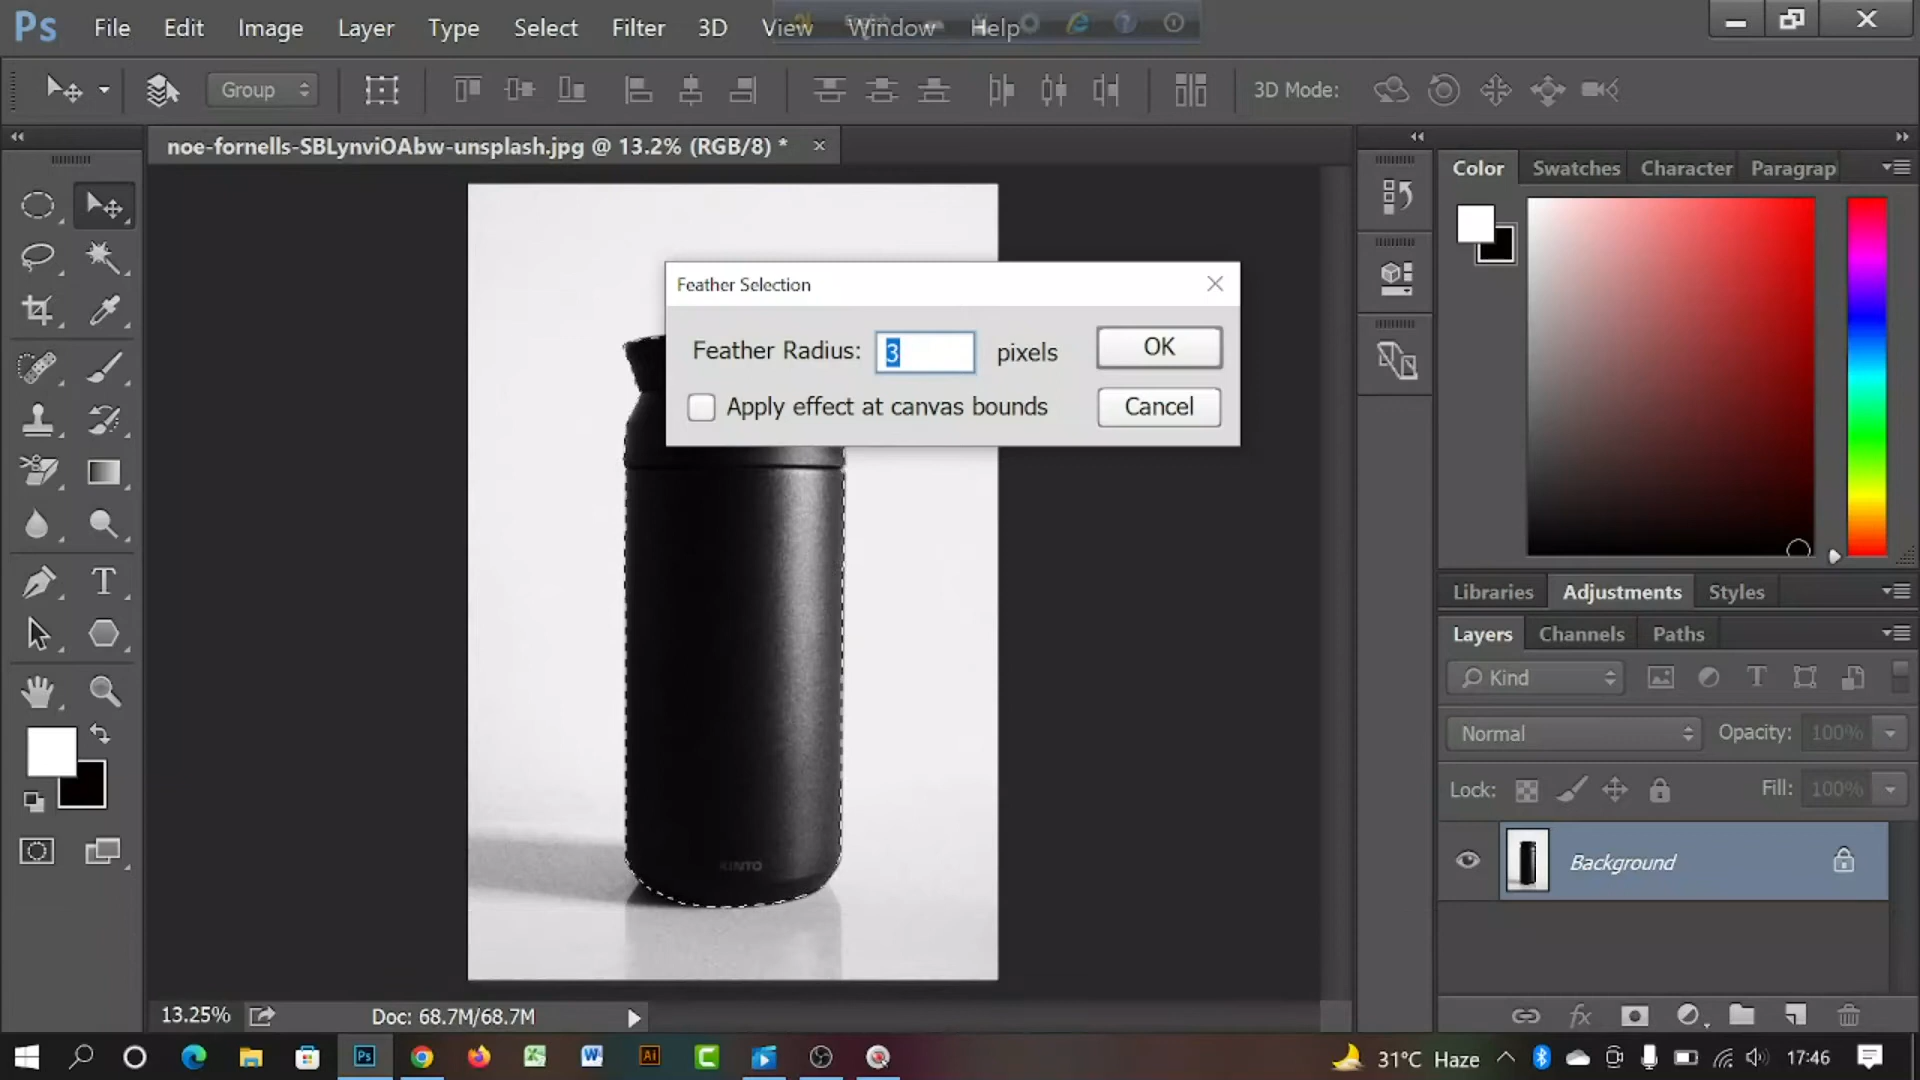 Ps File Edit Image Layer Type Select Filter 3D View Window Help
Group 3D Mode:
noe-fornells-SBLynviOAbw-unsplash.jpg @ 13.2% (RGB/8) *
Color Swatches Character Paragrap
Feather Selection
Feather Radius: 3 pixels OK
Apply effect at canvas bounds Cancel
Libraries Adjustments Styles
Layers Channels Paths
Kind
Normal Opacity: 100%
Lock: Fill: 100%
KINTO
Background
13.25% Doc: 68.7M/68.7M
31°C Haze 17:46